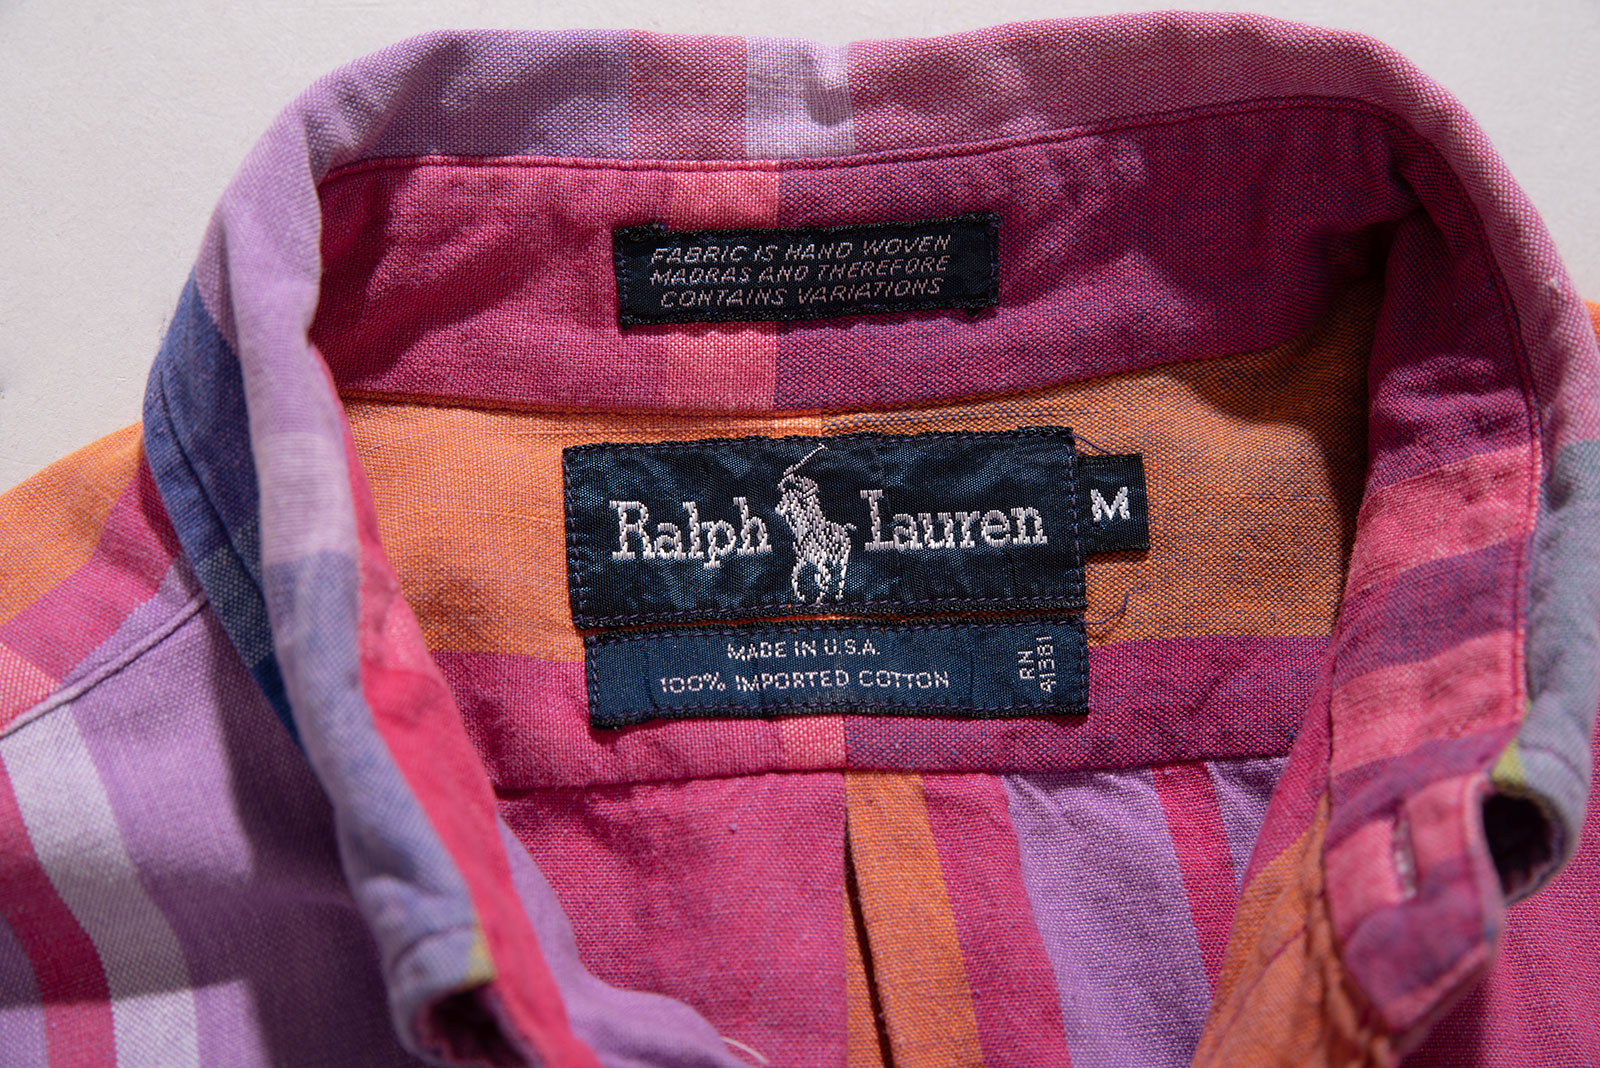 FABRIC IS HAND WOVEN
MADRAS AND THEREFORE
CONTAINS VARIATIONS
Ralph Lauren
M
MADE IN U.S.A.
100% IMPORTED COTTON
RN
41381